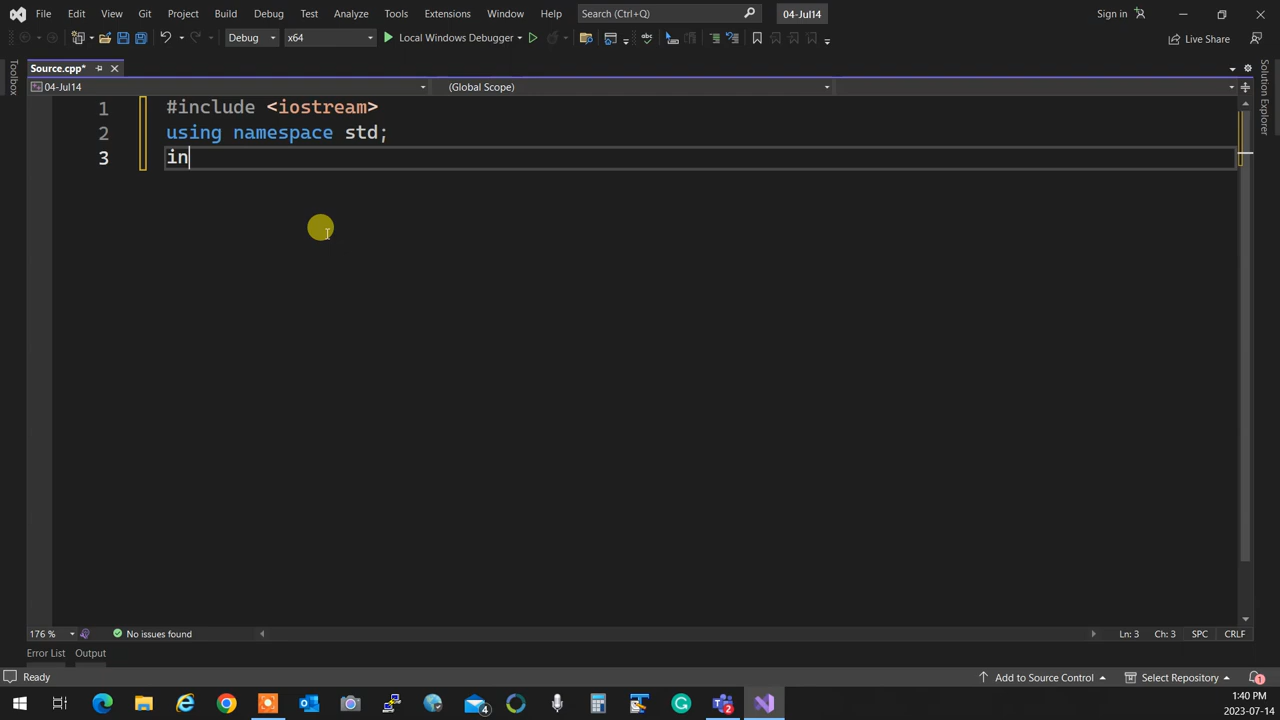 File Edit View Git Project Build Debug Test Analyze Tools Extensions Window Help Search (Ctrl+Q) 04-Jul14 Sign in
Debug x64 Local Windows Debugger Live Share
Toolbox
Source.cpp*
Solution Explorer
04-Jul14 (Global Scope)
1 #include <iostream>
2 using namespace std;
3 in
176 % No issues found Ln: 3 Ch: 3 SPC CRLF
Error List Output
Ready Add to Source Control Select Repository 1
4 2 1:40 PM
2023-07-14